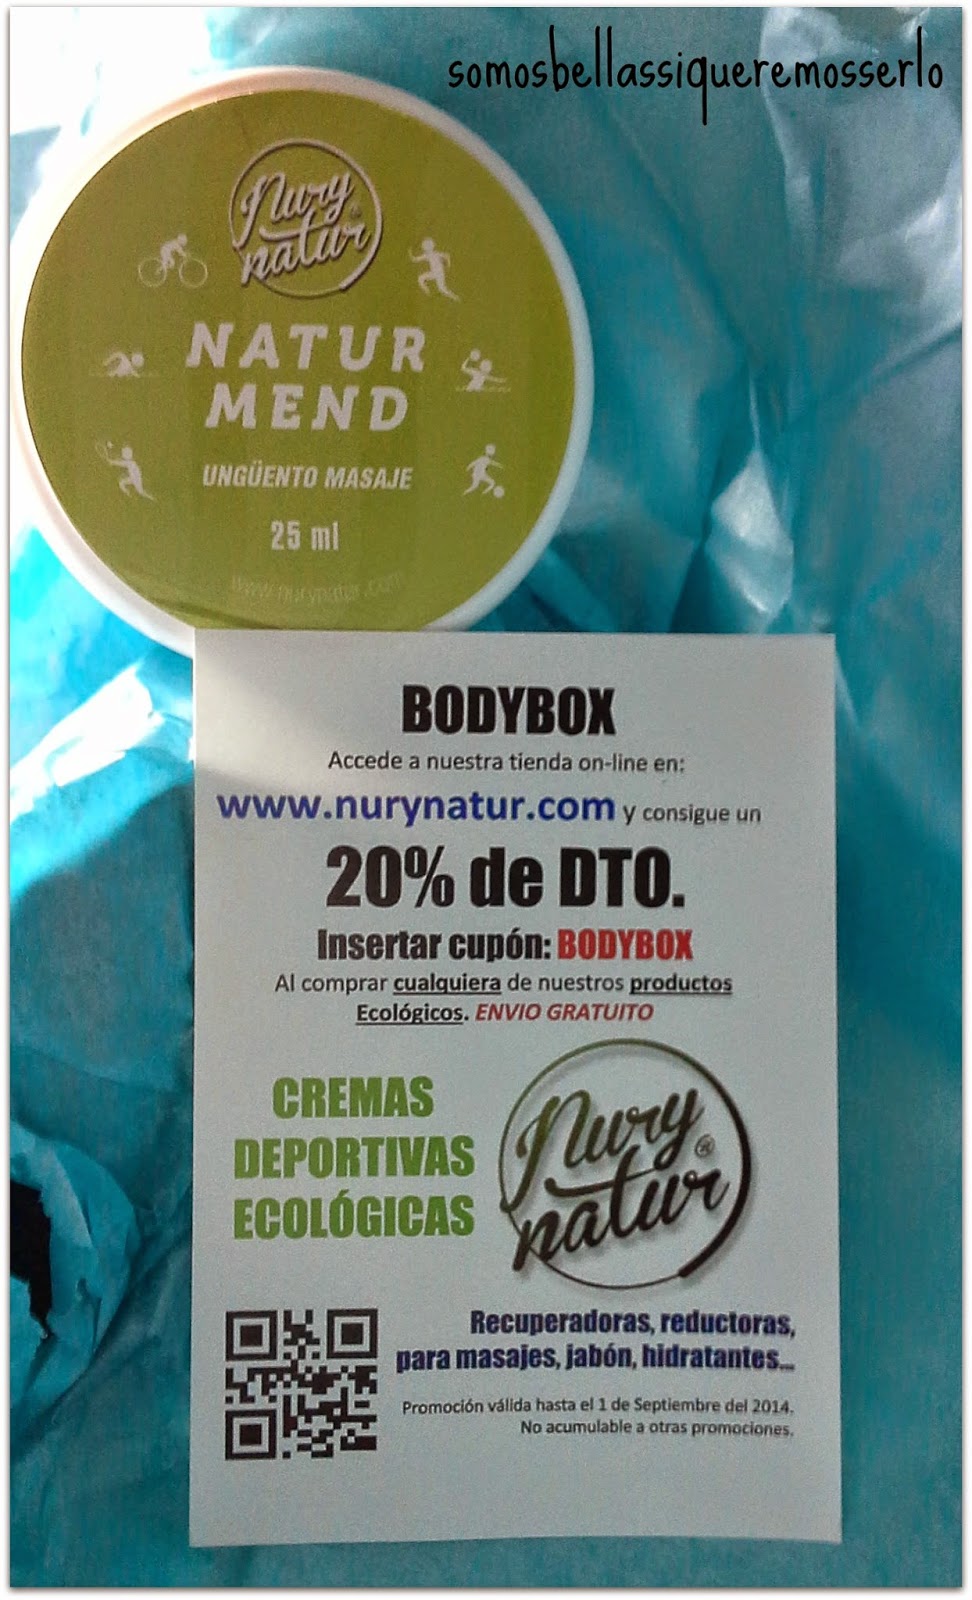 somosbellassiqueremosserlo
Nury
natur®
NATUR
MEND
UNGÜENTO MASAJE
25 ml
www.nurynatur.com
BODYBOX
Accede a nuestra tienda on-line en:
www.nurynatur.com y consigue un
20% de DTO.
Insertar cupón: BODYBOX
Al comprar cualquiera de nuestros productos
Ecológicos. ENVIO GRATUITO
CREMAS
DEPORTIVAS
ECOLÓGICAS
Nury
natur®
Recuperadoras, reductoras,
para masajes, jabón, hidratantes...
Promoción válida hasta el 1 de Septiembre del 2014.
No acumulable a otras promociones.